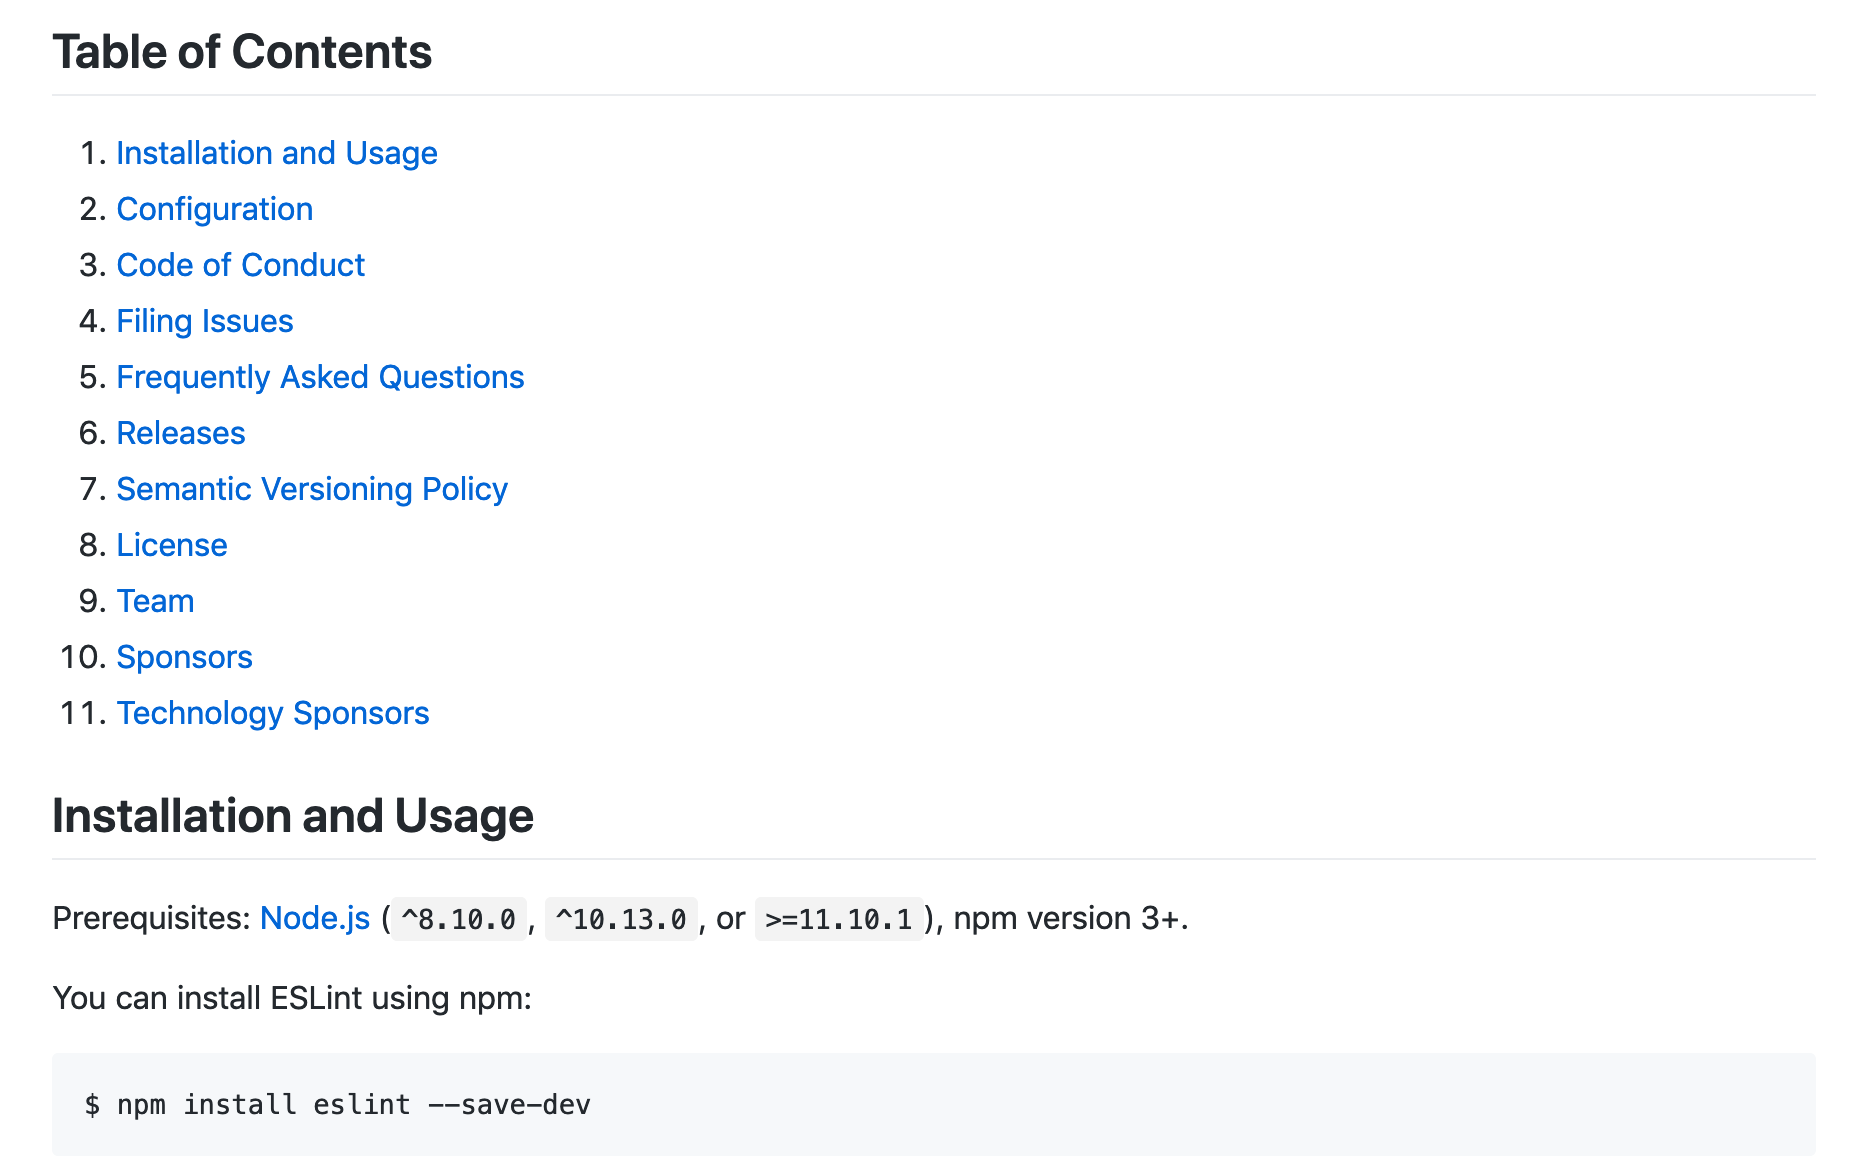 Table of Contents
1. Installation and Usage
2. Configuration
3. Code of Conduct
4. Filing Issues
5. Frequently Asked Questions
6. Releases
7. Semantic Versioning Policy
8. License
9. Team
10. Sponsors
11. Technology Sponsors
Installation and Usage
Prerequisites: Node.js (^8.10.0, ^10.13.0, or >=11.10.1), npm version 3+.
You can install ESLint using npm:
$ npm install eslint --save-dev